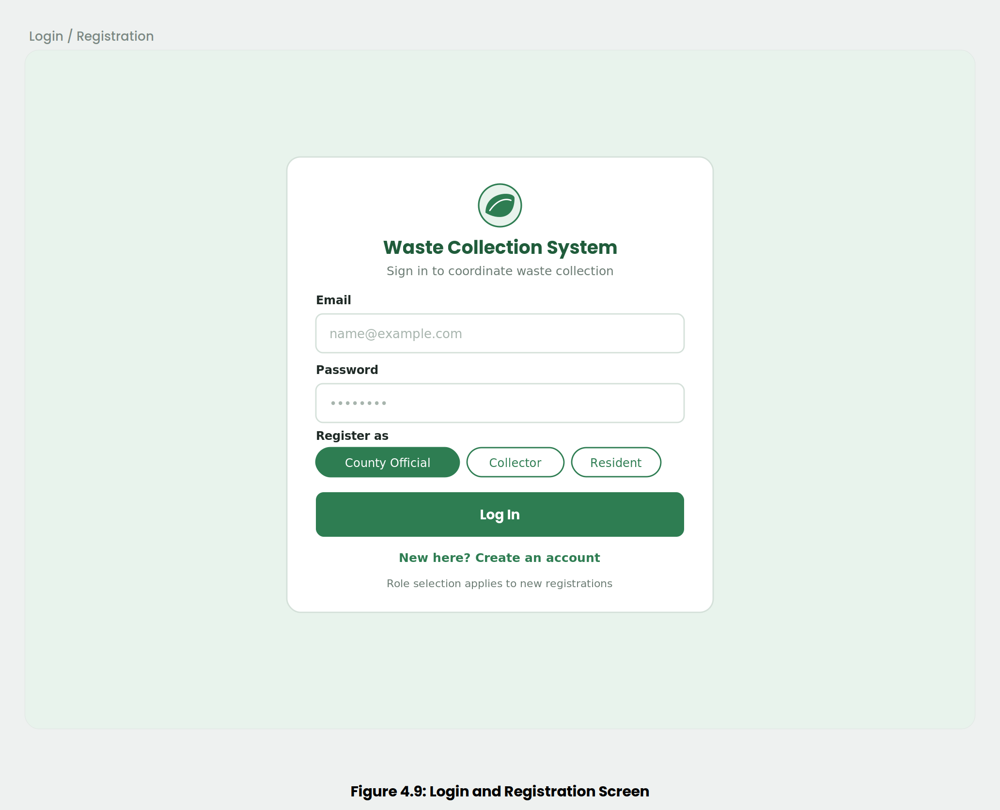 Login / Registration
Waste Collection System
Sign in to coordinate waste collection
Email
name@example.com
Password
••••••••
Register as
County Official Collector Resident
Log In
New here? Create an account
Role selection applies to new registrations
Figure 4.9: Login and Registration Screen